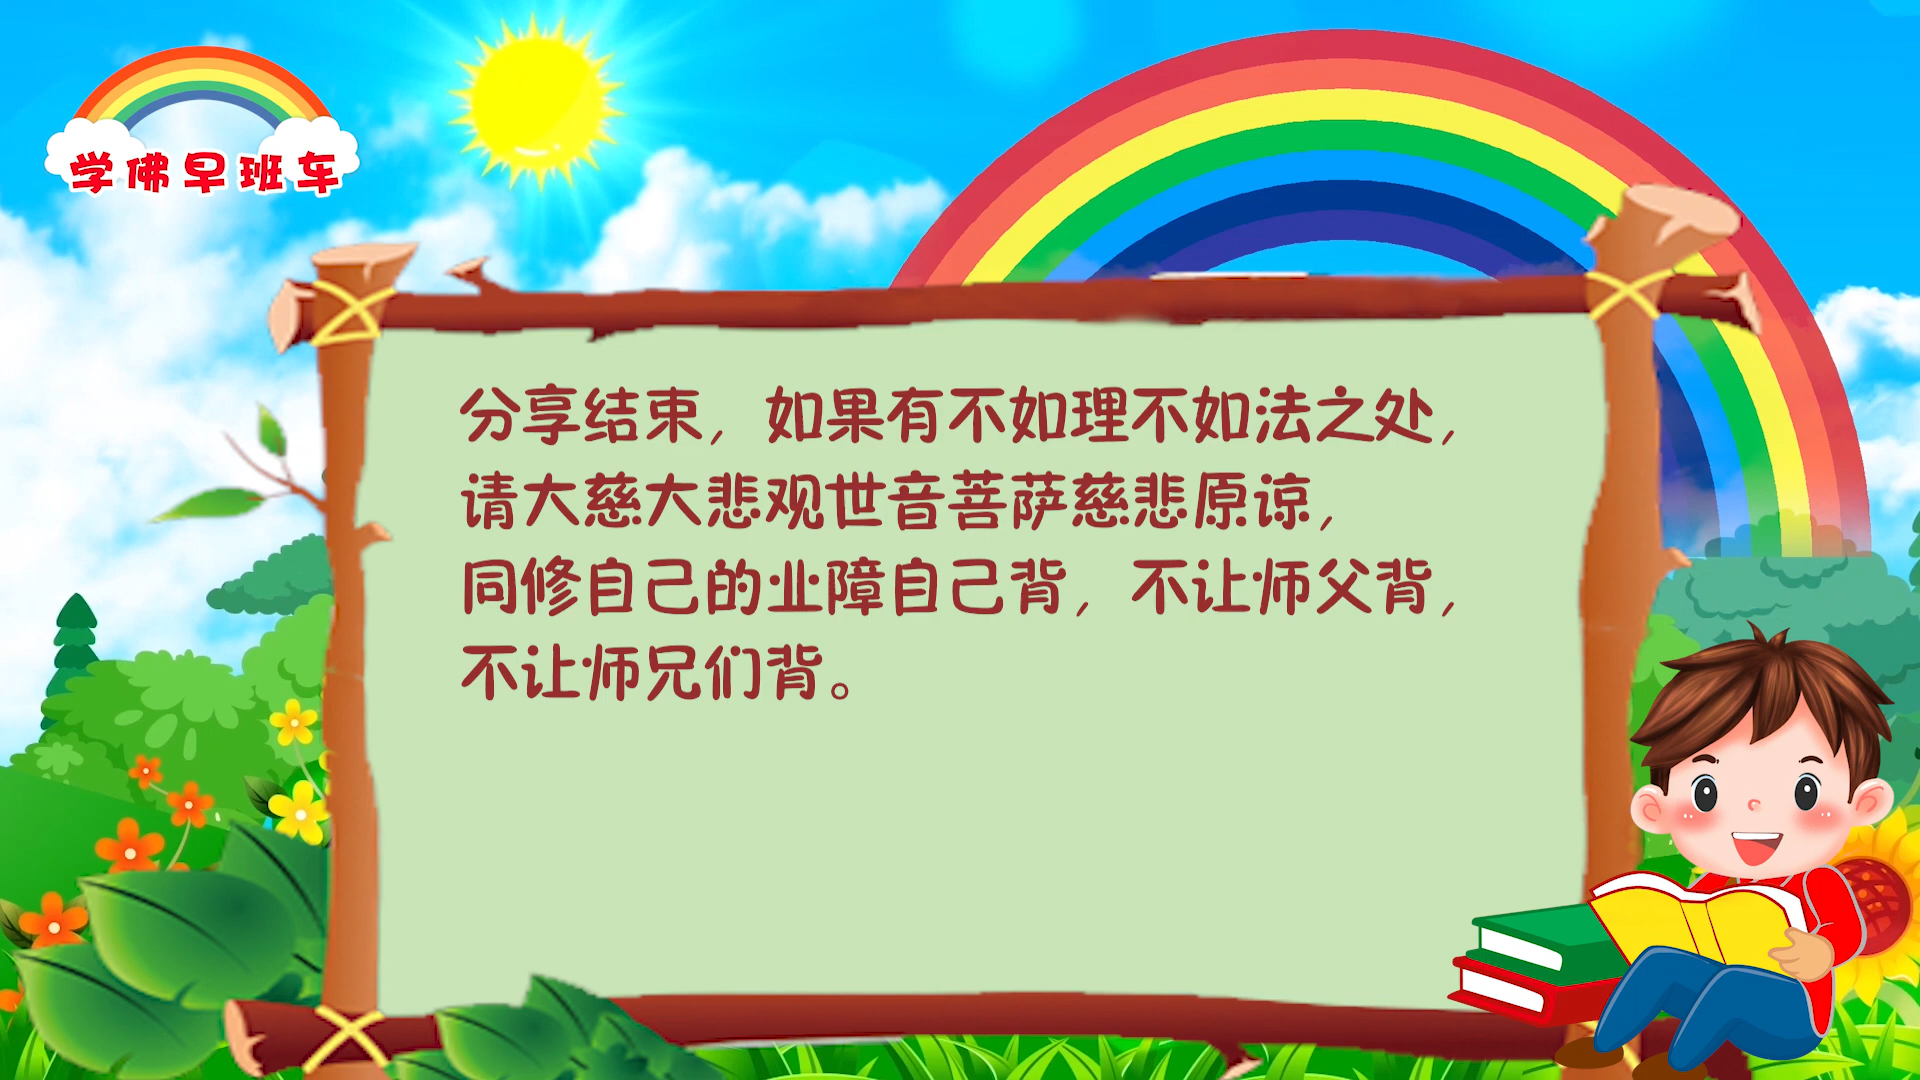 学佛早班车
分享结束，如果有不如理不如法之处，
请大慈大悲观世音菩萨慈悲原谅，
同修自己的业障自己背，不让师父背，
不让师兄们背。